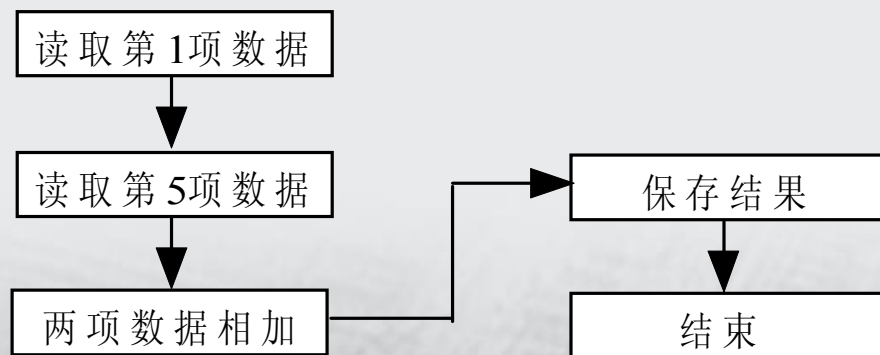 读取第1项数据
读取第5项数据
两项数据相加
保存结果
结束